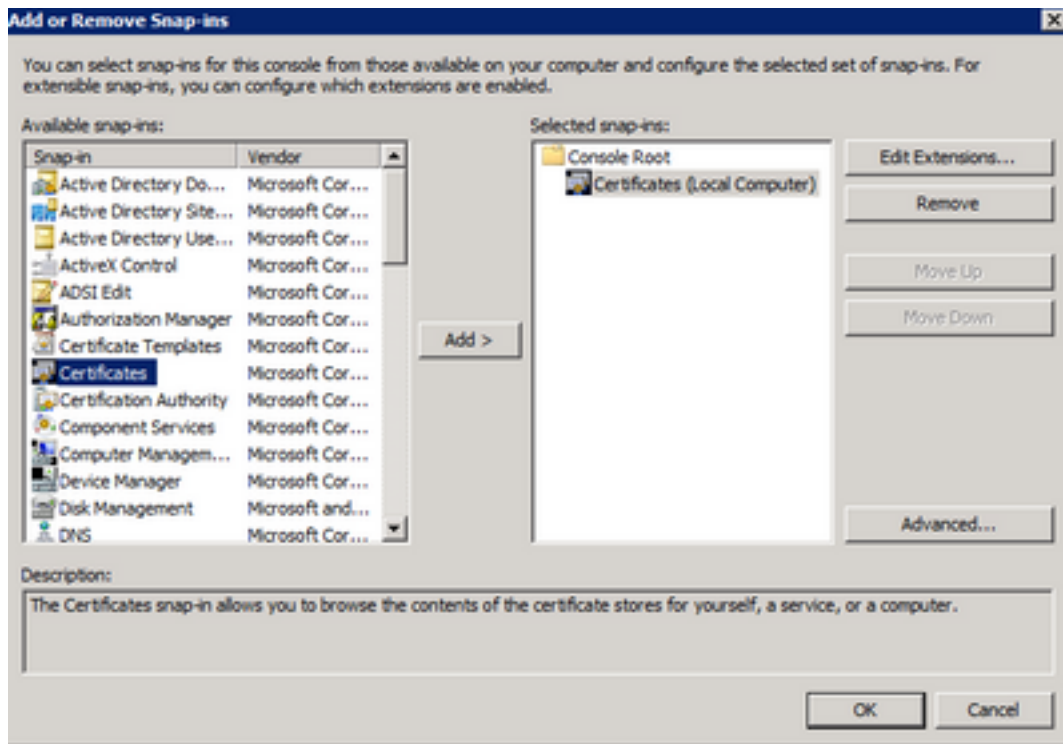 Add or Remove Snap-ins
You can select snap-ins for this console from those available on your computer and configure the selected set of snap-ins. For
extensible snap-ins, you can configure which extensions are enabled.
Available snap-ins:
Snap-in Vendor
Active Directory Do... Microsoft Cor...
Active Directory Site... Microsoft Cor...
Active Directory Use... Microsoft Cor...
ActiveX Control Microsoft Cor...
ADSI Edit Microsoft Cor...
Authorization Manager Microsoft Cor...
Certificate Templates Microsoft Cor...
Certificates Microsoft Cor...
Certification Authority Microsoft Cor...
Component Services Microsoft Cor...
Computer Managem... Microsoft Cor...
Device Manager Microsoft Cor...
Disk Management Microsoft and...
DNS Microsoft Cor...
Add >
Selected snap-ins:
Console Root
Certificates (Local Computer)
Edit Extensions...
Remove
Move Up
Move Down
Advanced...
Description:
The Certificates snap-in allows you to browse the contents of the certificate stores for yourself, a service, or a computer.
OK Cancel